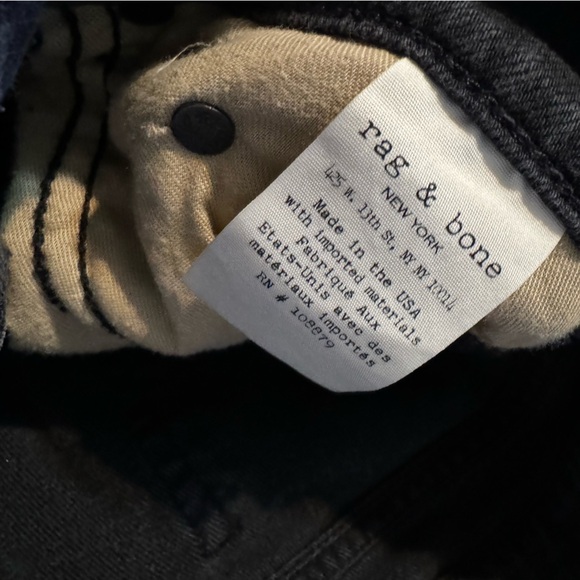 rag & bone
NEW YORK
425 W. 13th St, NY NY 10014
Made in the USA
with imported materials
Fabriqué Aux
Etats-Unis avec des
matériaux importés
RN # 108879